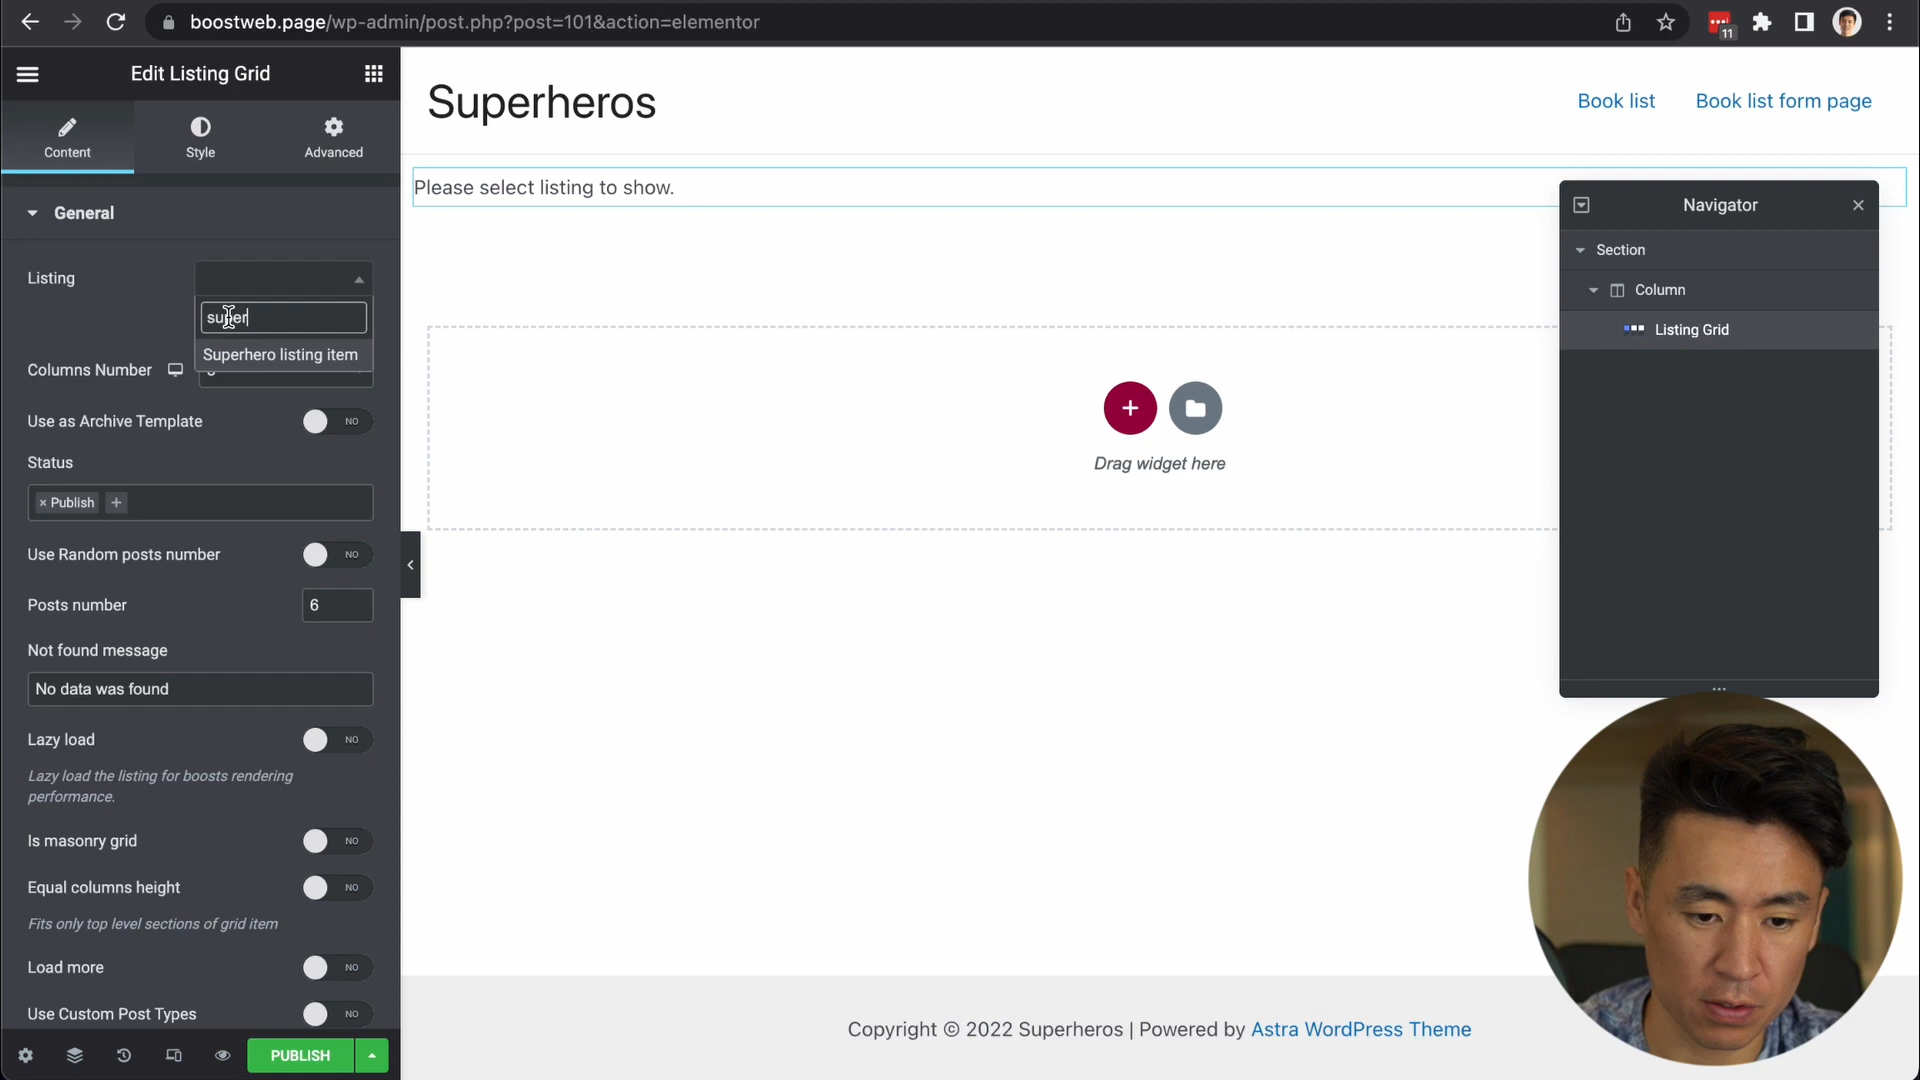 boostweb.page/wp-admin/post.php?post=101&action=elementor
11
Edit Listing Grid
Content
Style
Advanced
General
Listing
super
Superhero listing item
Columns Number
Use as Archive Template
NO
Status
× Publish +
Use Random posts number
NO
Posts number
6
Not found message
No data was found
Lazy load
NO
Lazy load the listing for boosts rendering
performance.
Is masonry grid
NO
Equal columns height
NO
Fits only top level sections of grid item
Load more
NO
Use Custom Post Types
NO
PUBLISH
Superheros
Book list
Book list form page
Please select listing to show.
Drag widget here
Navigator
Section
Column
Listing Grid
Copyright © 2022 Superheros | Powered by Astra WordPress Theme